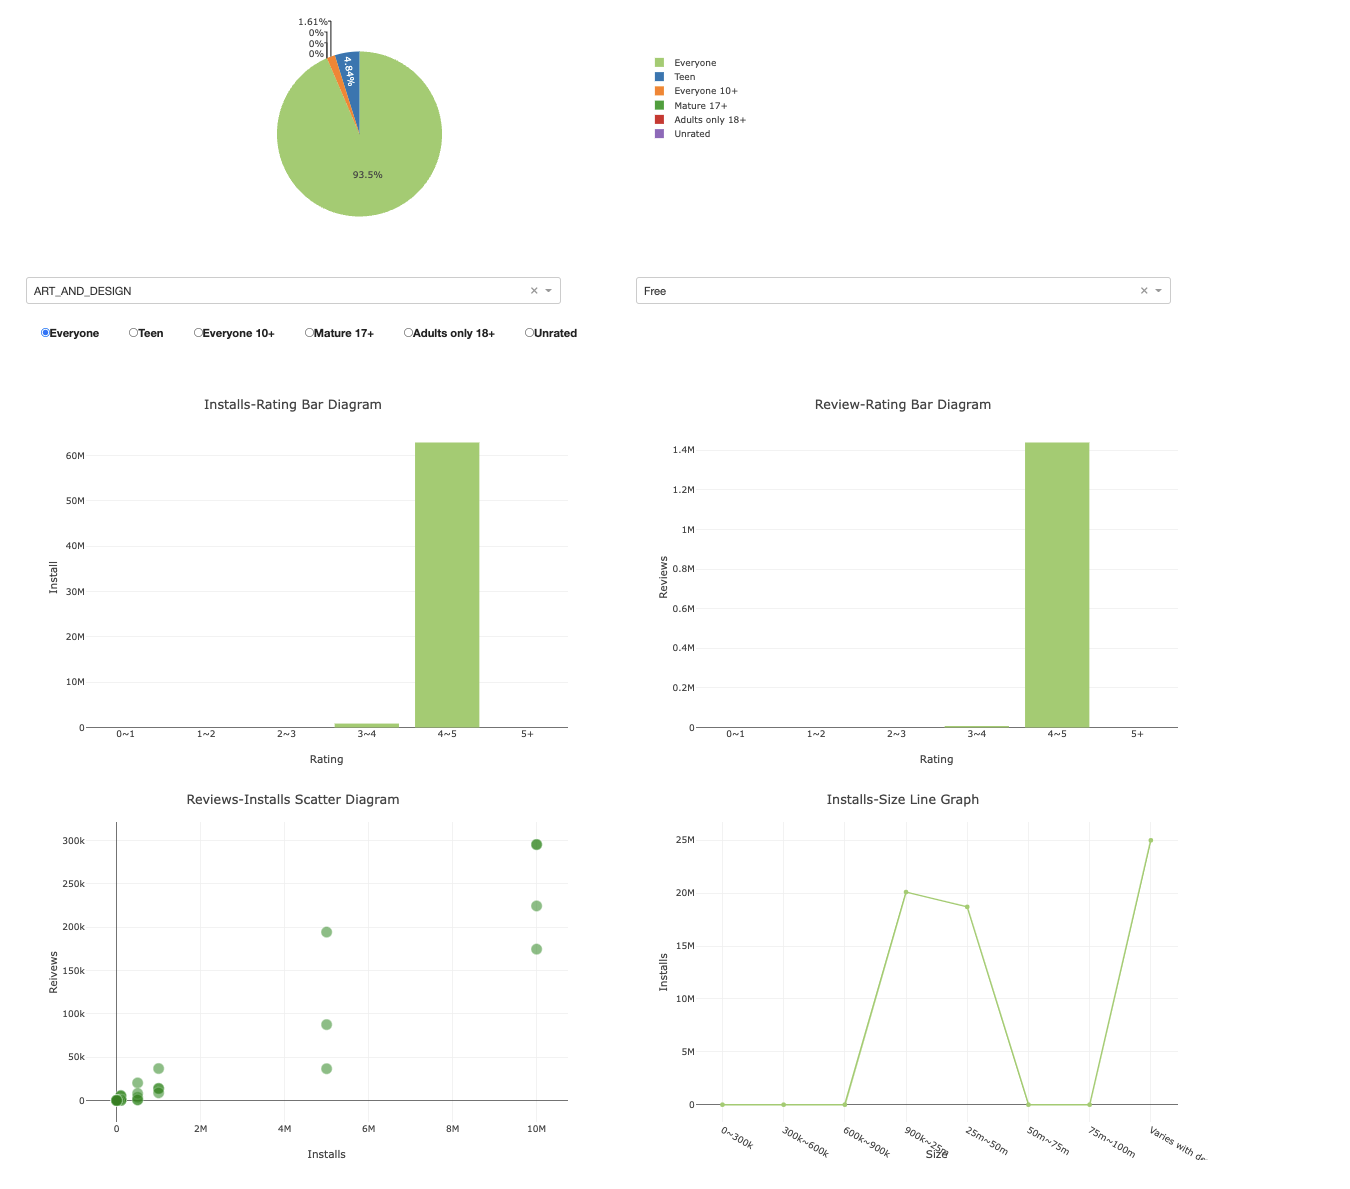 1.61%
0%
0%
0%
4.84%
93.5%
Everyone
Teen
Everyone 10+
Mature 17+
Adults only 18+
Unrated
ART_AND_DESIGN
Free
Everyone Teen Everyone 10+ Mature 17+ Adults only 18+ Unrated
Installs-Rating Bar Diagram
60M
50M
40M
30M
20M
10M
0
Install
0~1 1~2 2~3 3~4 4~5 5+
Rating
Review-Rating Bar Diagram
1.4M
1.2M
1M
0.8M
0.6M
0.4M
0.2M
0
Reviews
0~1 1~2 2~3 3~4 4~5 5+
Rating
Reviews-Installs Scatter Diagram
300k
250k
200k
150k
100k
50k
0
Reivews
0 2M 4M 6M 8M 10M
Installs
Installs-Size Line Graph
25M
20M
15M
10M
5M
0
Installs
0~300k
300k~600k
600k~900k
900k~25m
25m~50m
50m~75m
75m~100m
Varies with
Size